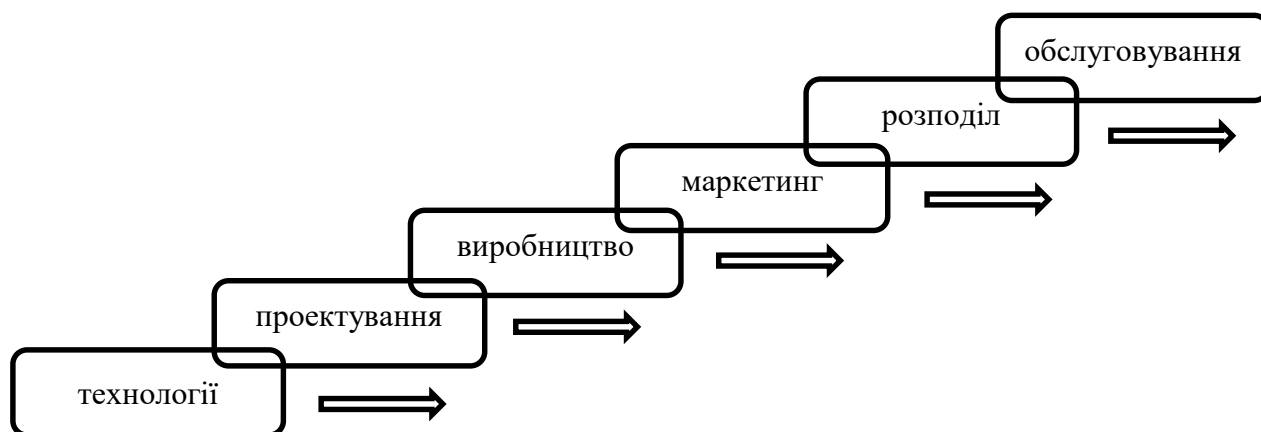 обслуговування
розподіл
маркетинг
виробництво
проектування
технології